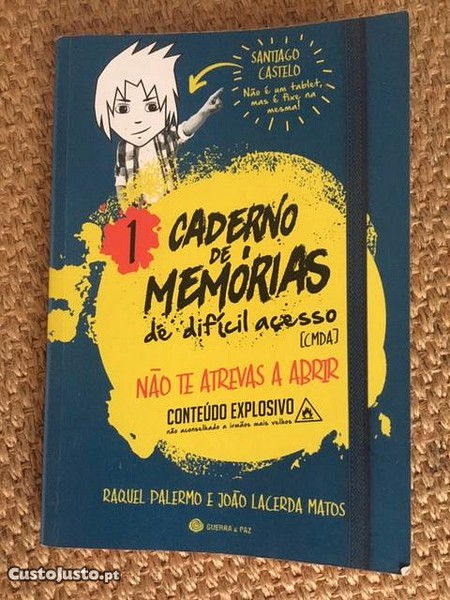 SANTIAGO
CASTELO
Não é um tablet,
mas é fixe na
mesma!
1
CADERNO
DE
MEMÓRIAS
de difícil acesso
[CMDA]
NÃO TE ATREVAS A ABRIR
CONTEÚDO EXPLOSIVO
não aconselhado a irmãos mais velhos
RAQUEL PALERMO E JOÃO LACERDA MATOS
GUERRA & PAZ
CustoJusto.pt